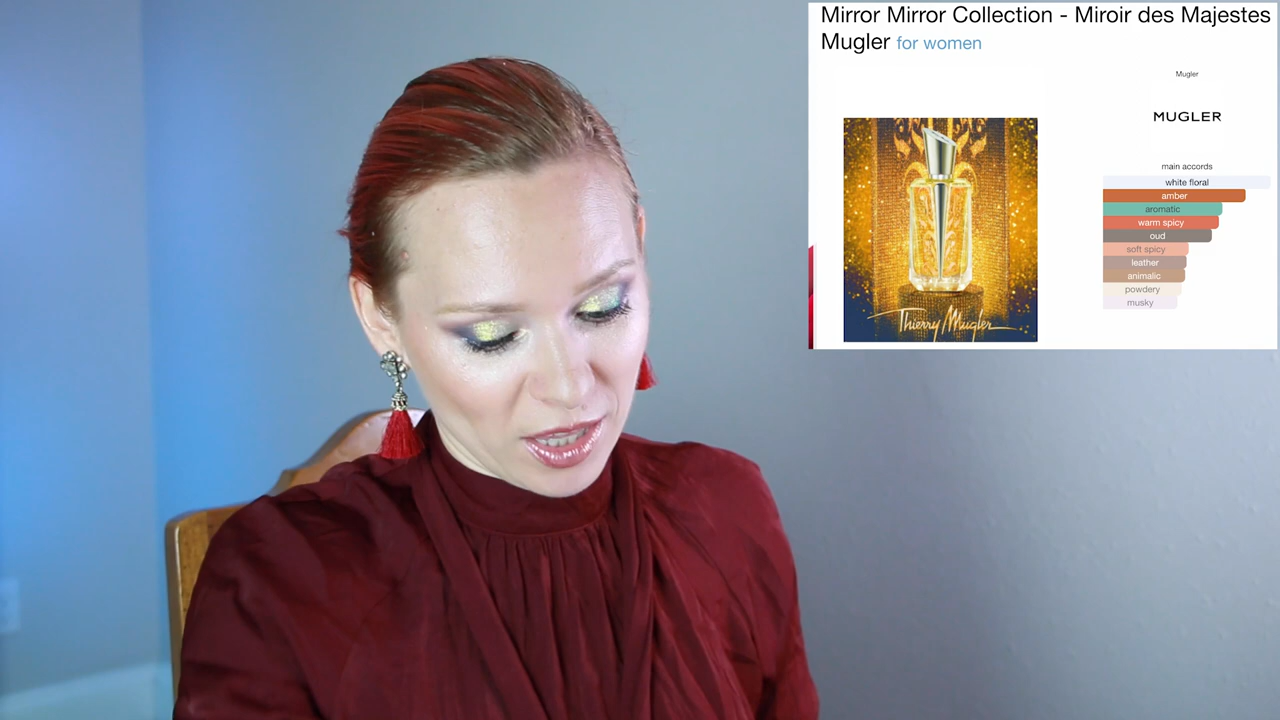 Mirror Mirror Collection - Miroir des Majestes
Mugler for women
Mugler
MUGLER
main accords
white floral
amber
aromatic
warm spicy
oud
soft spicy
leather
animalic
powdery
musky
Thierry Mugler